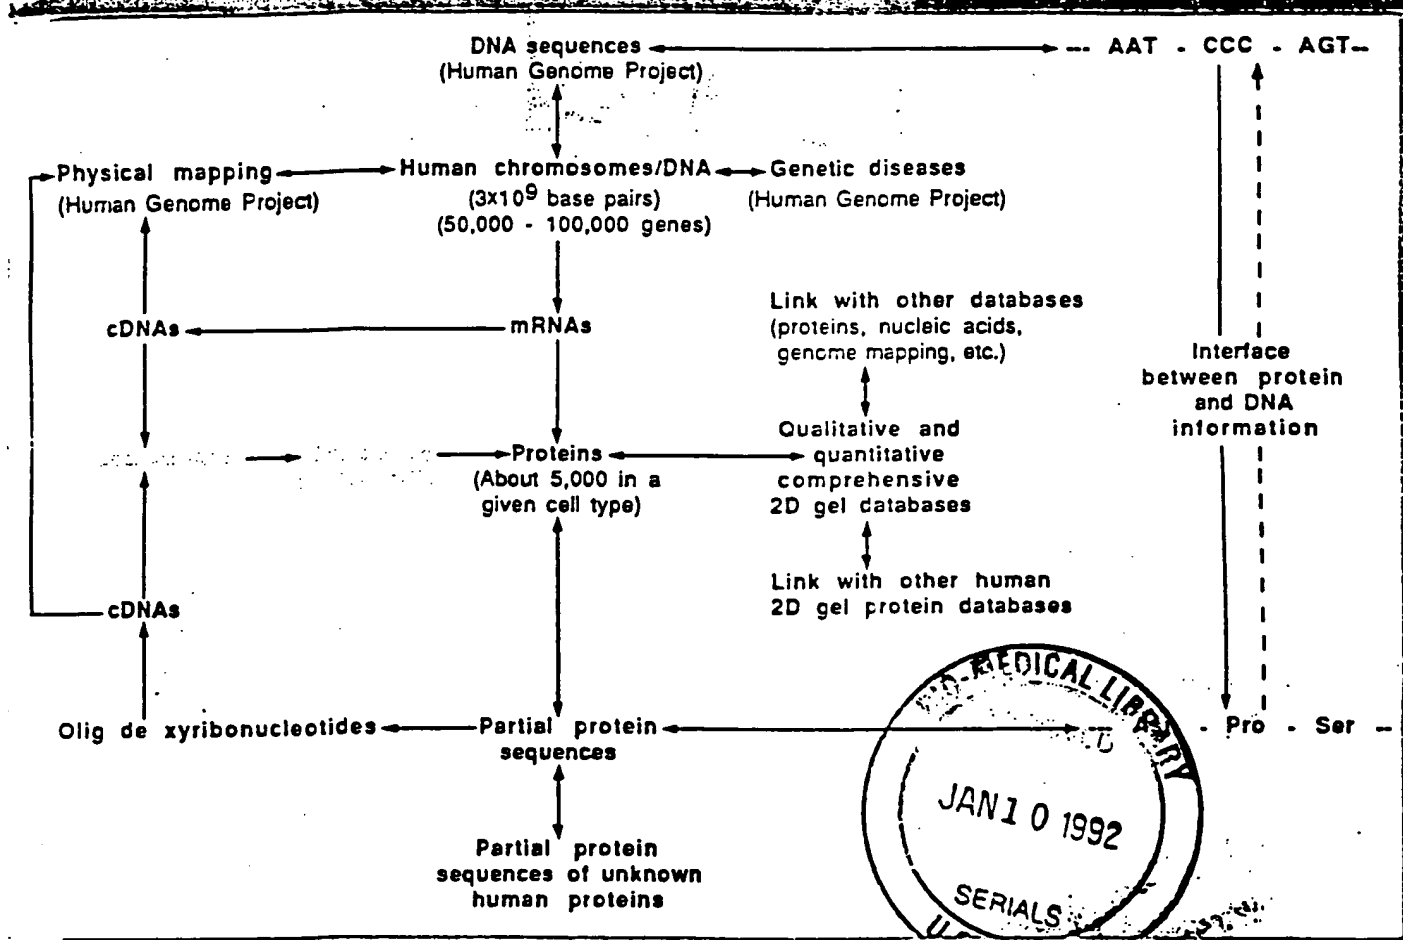 DNA sequences
(Human Genome Project)
--- AAT - CCC - AGT--
Physical mapping
(Human Genome Project)
Human chromosomes/DNA
(3x10⁹ base pairs)
(50,000 - 100,000 genes)
Genetic diseases
(Human Genome Project)
cDNAs
mRNAs
Link with other databases
(proteins, nucleic acids,
genome mapping, etc.)
Interface
between protein
and DNA
information
Proteins
(About 5,000 in a
given cell type)
Qualitative and
quantitative
comprehensive
2D gel databases
Link with other human
2D gel protein databases
cDNAs
Olig de xyribonucleotides
Partial protein
sequences
- Pro - Ser --
Partial protein
sequences of unknown
human proteins
MEDICAL LIBRARY
JAN 10 1992
SERIALS